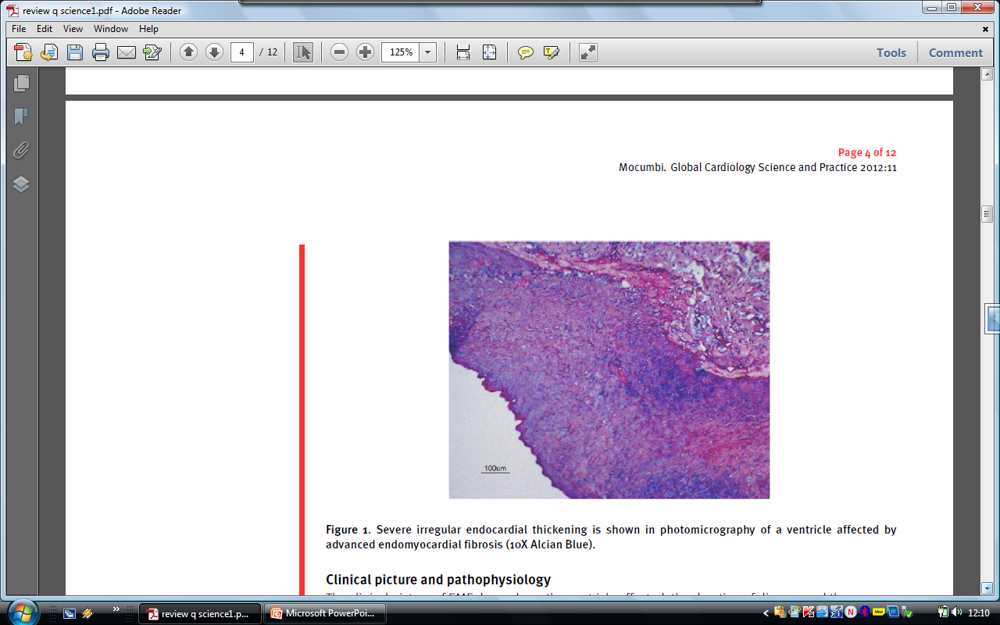 review q science1.pdf - Adobe Reader
File Edit View Window Help
4 / 12 125% Tools Comment
Page 4 of 12
Mocumbi. Global Cardiology Science and Practice 2012:11
100um
Figure 1. Severe irregular endocardial thickening is shown in photomicrography of a ventricle affected by
advanced endomyocardial fibrosis (10X Alcian Blue).
Clinical picture and pathophysiology
review q science1.p...
Microsoft PowerPoi...
12:10